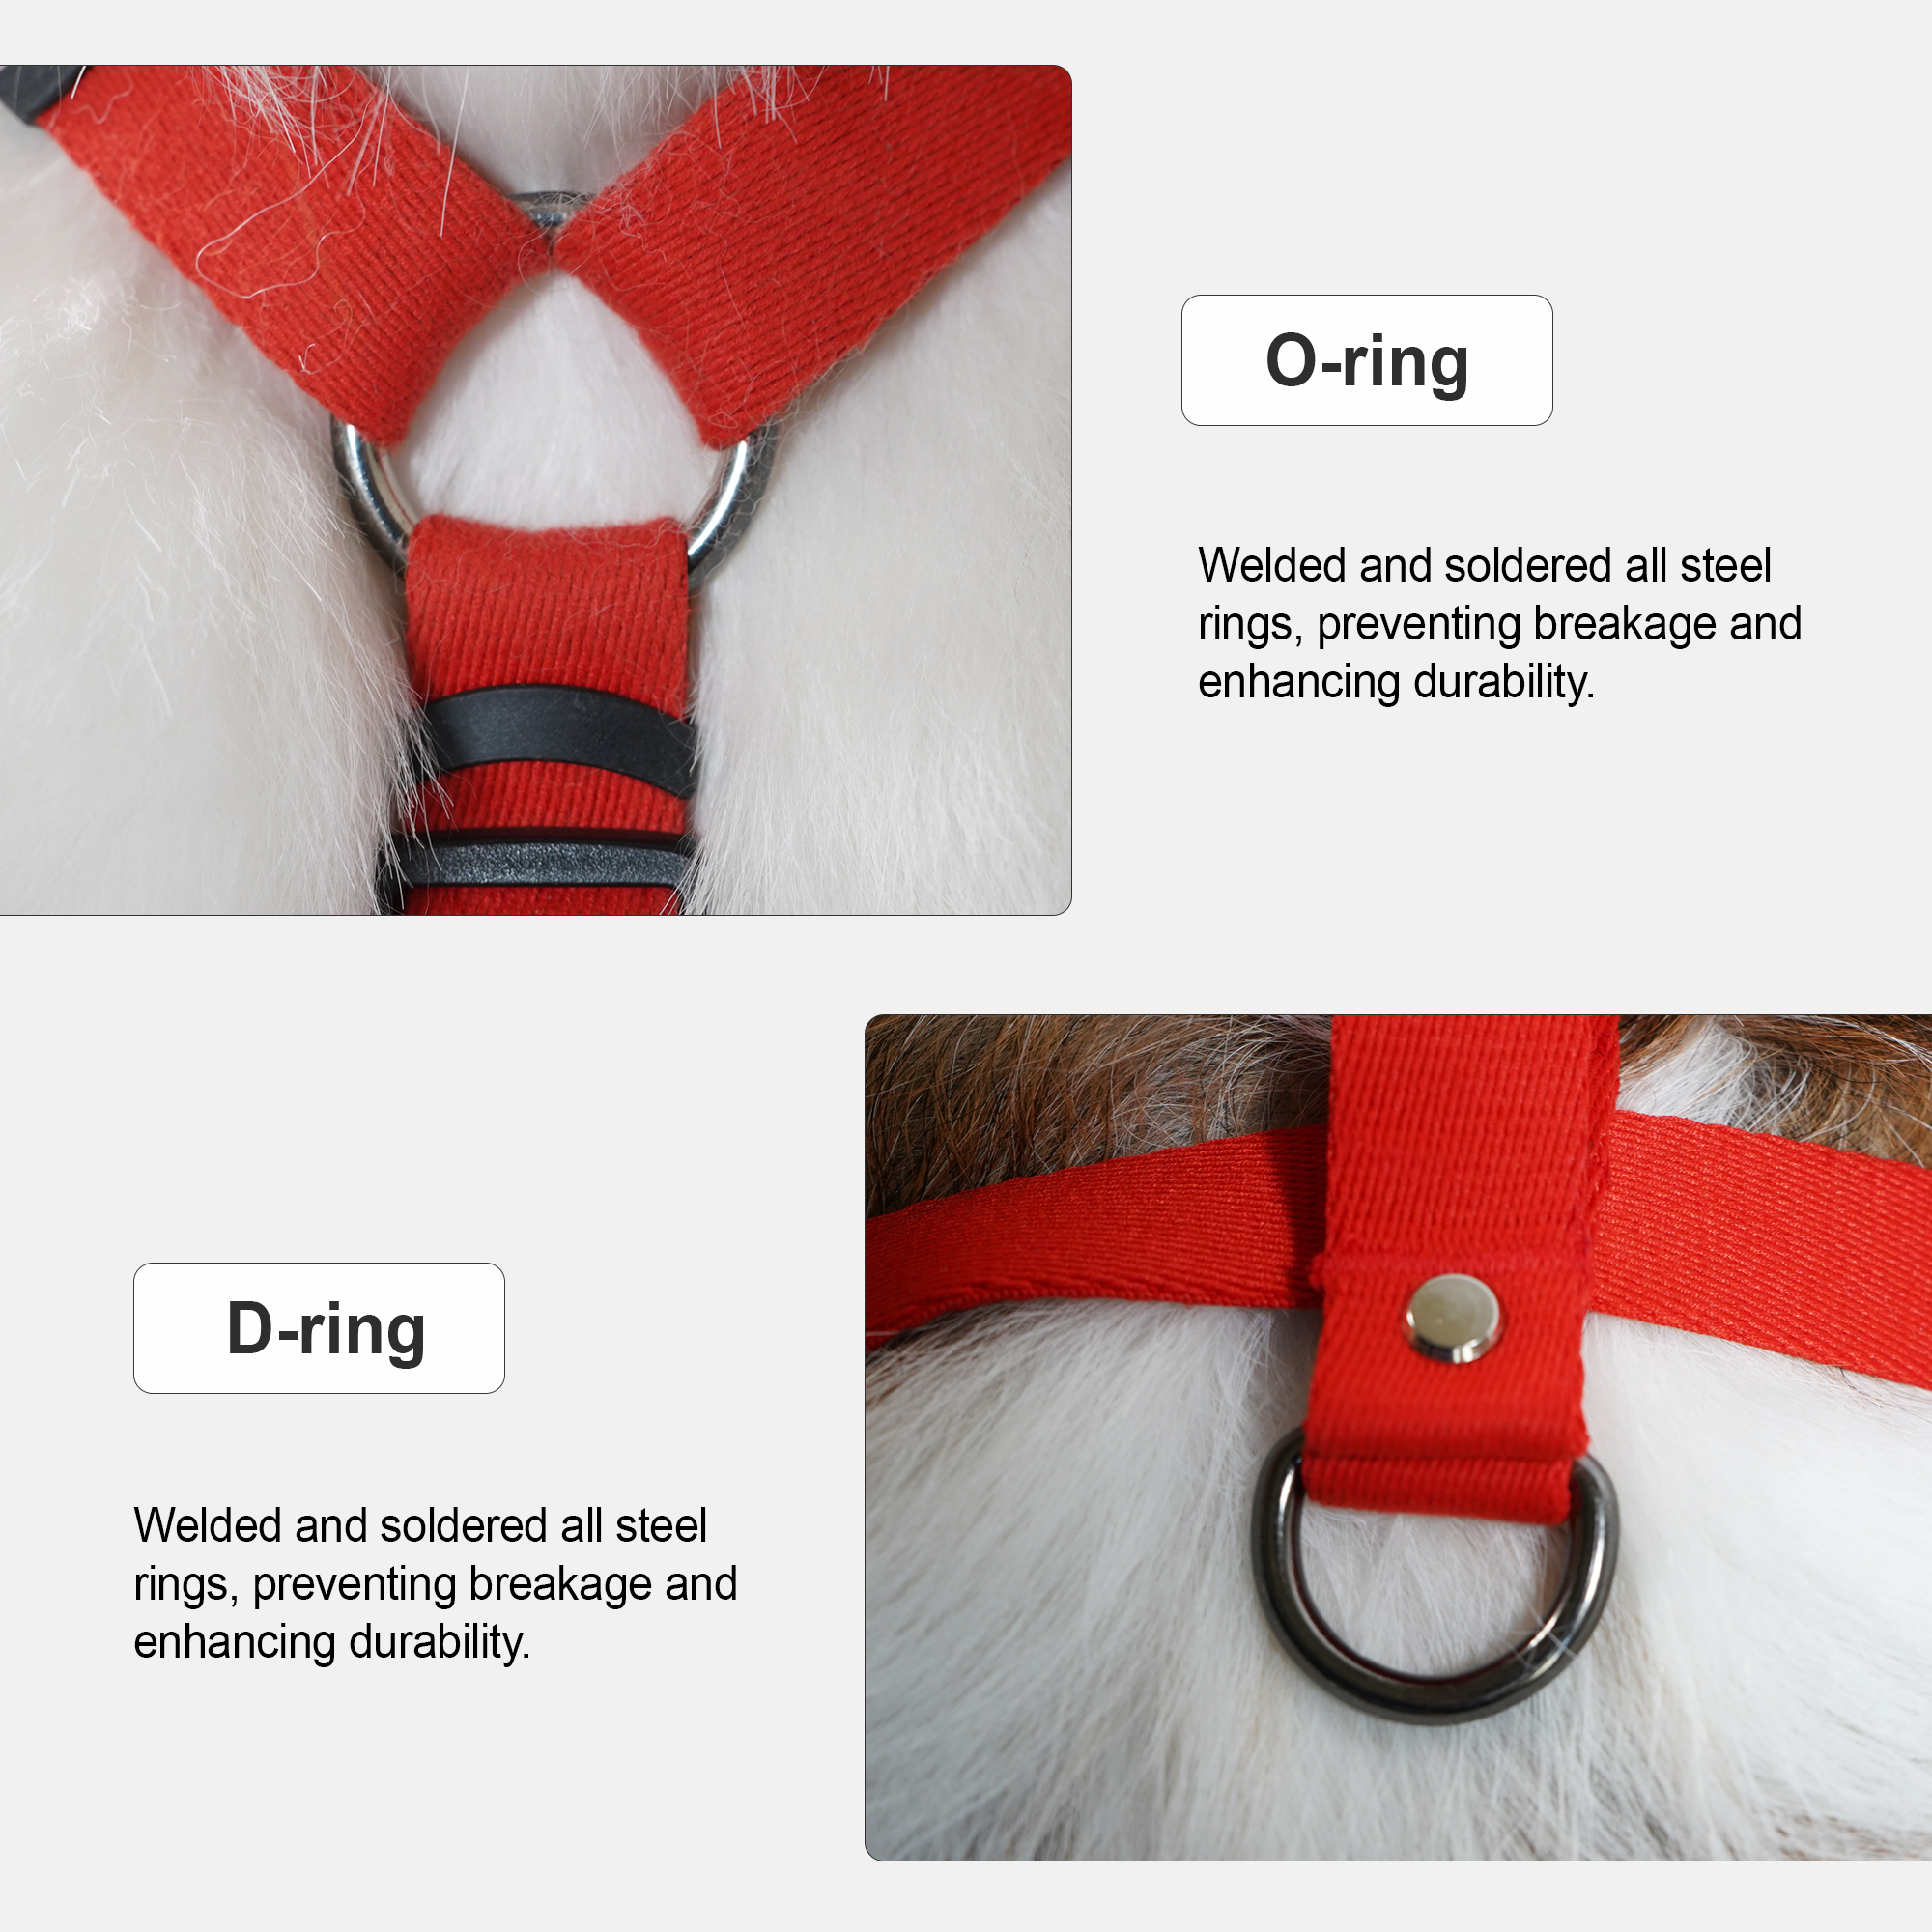 O-ring
Welded and soldered all steel
rings, preventing breakage and
enhancing durability.
D-ring
Welded and soldered all steel
rings, preventing breakage and
enhancing durability.